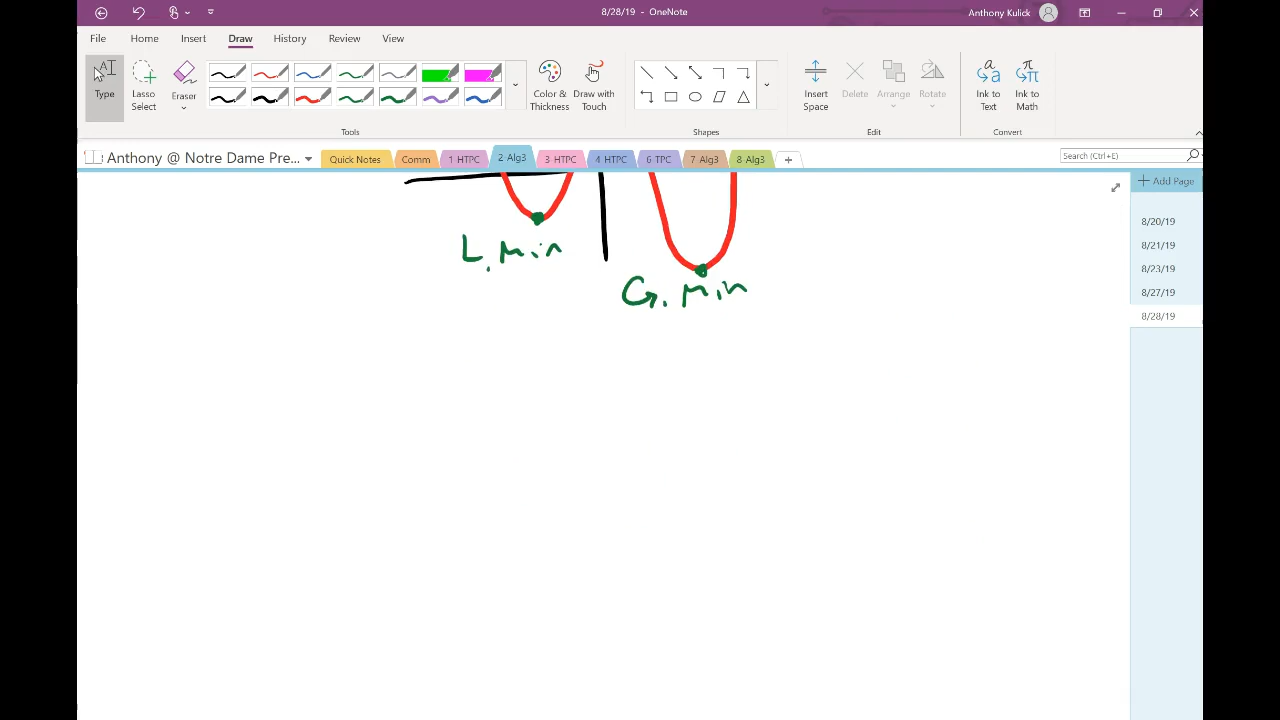 8/28/19 - OneNote
Anthony Kulick
File Home Insert Draw History Review View
AI
Type
Lasso Select
Eraser
Color & Thickness
Draw with Touch
Insert Space
Delete
Arrange
Rotate
a
a
Ink to Text
π
π
Ink to Math
Tools Shapes Edit Convert
Anthony @ Notre Dame Pre... Quick Notes Comm 1 HTPC 2 Alg3 3 HTPC 4 HTPC 6 TPC 7 Alg3 8 Alg3 +
Search (Ctrl+E)
+ Add Page
8/20/19
8/21/19
8/23/19
8/27/19
8/28/19
L. Min
G. Min